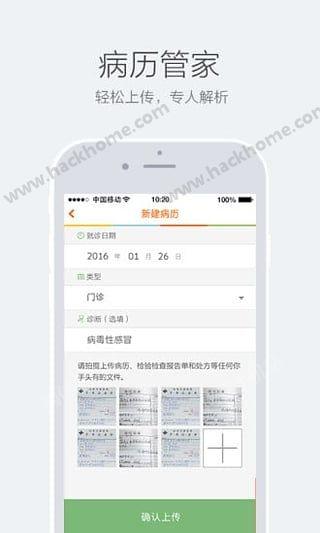 病历管家
轻松上传，专人解析
www.hackhome.com
www.hackhome.com
中国移动 10:20 100%
新建病历
就诊日期
2016 年 01 月 26 日
类型
门诊
诊断（选填）
病毒性感冒
请拍摄上传病历、检验检查报告单和处方等任何你
手头有的文件。
确认上传